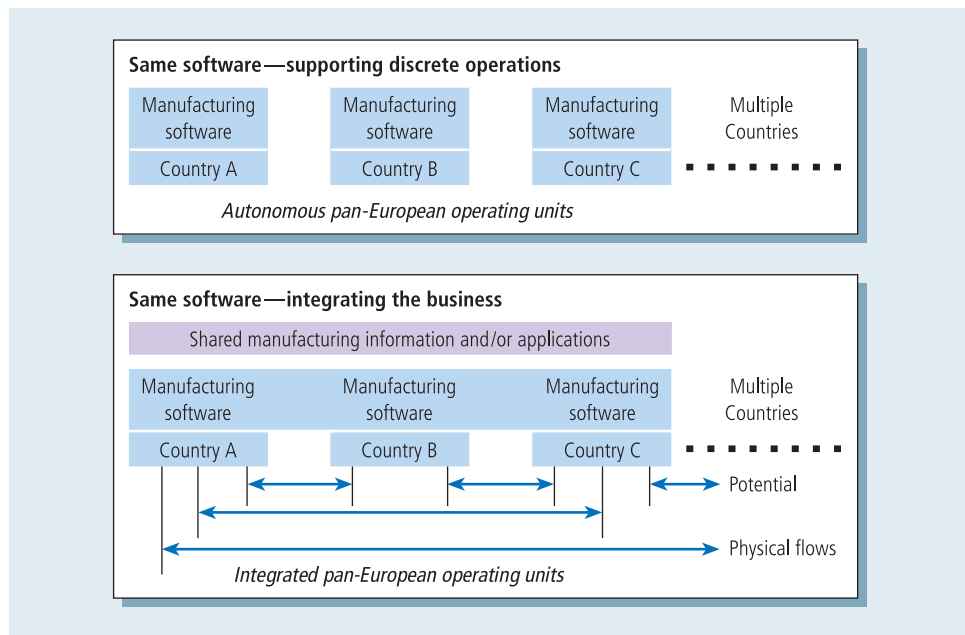 Same software—supporting discrete operations
Manufacturing software
Manufacturing software
Manufacturing software
Multiple Countries
Country A
Country B
Country C
Autonomous pan-European operating units
Same software—integrating the business
Shared manufacturing information and/or applications
Manufacturing software
Manufacturing software
Manufacturing software
Multiple Countries
Country A
Country B
Country C
Potential
Physical flows
Integrated pan-European operating units